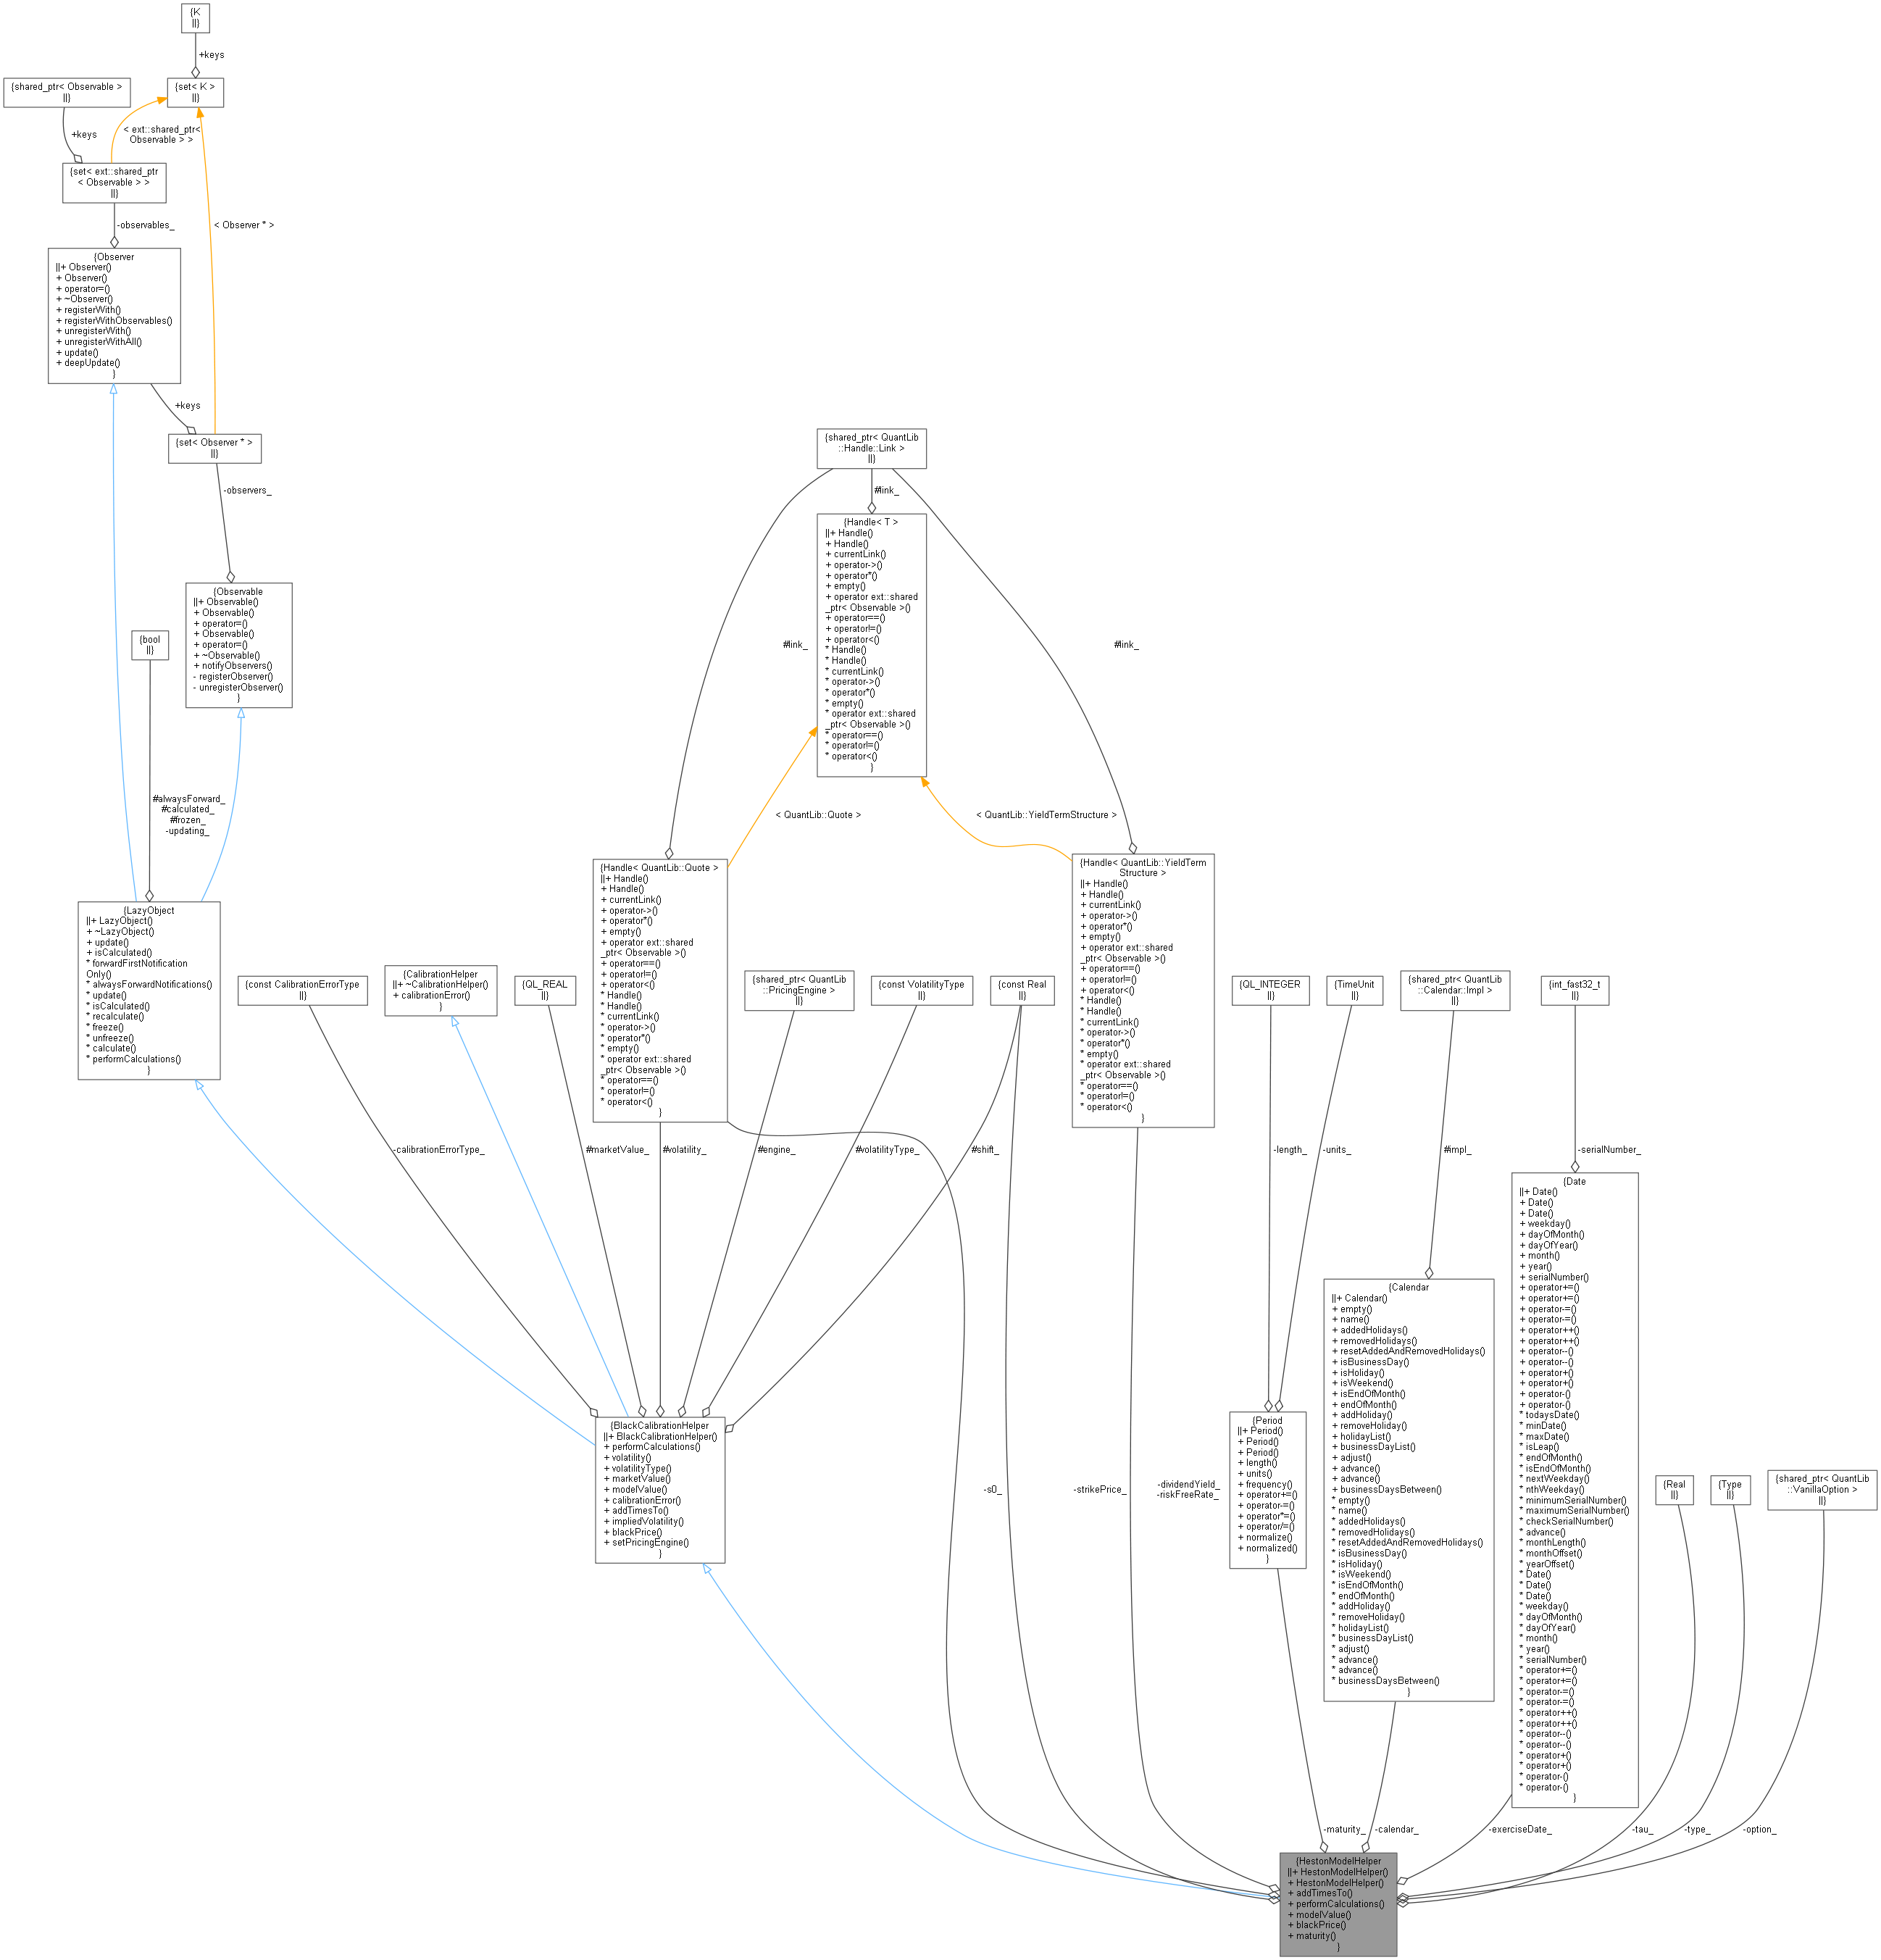 {K
||}
+keys
{shared_ptr< Observable >
||}
{set< K >
||}
+keys
< ext::shared_ptr<
Observable > >
{set< ext::shared_ptr
< Observable > >
||}
-observables_
< Observer * >
{Observer
||+ Observer()
+ Observer()
+ operator=()
+ ~Observer()
+ registerWith()
+ registerWithObservables()
+ unregisterWith()
+ unregisterWithAll()
+ update()
+ deepUpdate()
}
+keys
{set< Observer * >
||}
-observers_
{shared_ptr< QuantLib
::Handle::Link >
||}
#link_
{Handle< T >
||+ Handle()
+ Handle()
+ currentLink()
+ operator->()
+ operator*()
+ empty()
+ operator ext::shared
_ptr< Observable >()
+ operator==()
+ operator!=()
+ operator<()
* Handle()
* Handle()
* currentLink()
* operator->()
* operator*()
* empty()
* operator ext::shared
_ptr< Observable >()
* operator==()
* operator!=()
* operator<()
}
{Observable
||+ Observable()
+ Observable()
+ operator=()
+ Observable()
+ operator=()
+ ~Observable()
+ notifyObservers()
- registerObserver()
- unregisterObserver()
}
{bool
||}
#link_
#link_
#alwaysForward_
#calculated_
#frozen_
-updating_
< QuantLib::Quote >
< QuantLib::YieldTermStructure >
{LazyObject
||+ LazyObject()
+ ~LazyObject()
+ update()
+ isCalculated()
* forwardFirstNotification
Only()
* alwaysForwardNotifications()
* update()
* isCalculated()
* recalculate()
* freeze()
* unfreeze()
* calculate()
* performCalculations()
}
{const CalibrationErrorType
||}
{CalibrationHelper
||+ ~CalibrationHelper()
+ calibrationError()
}
{QL_REAL
||}
{Handle< QuantLib::Quote >
||+ Handle()
+ Handle()
+ currentLink()
+ operator->()
+ operator*()
+ empty()
+ operator ext::shared
_ptr< Observable >()
+ operator==()
+ operator!=()
+ operator<()
* Handle()
* Handle()
* currentLink()
* operator->()
* operator*()
* empty()
* operator ext::shared
_ptr< Observable >()
* operator==()
* operator!=()
* operator<()
}
{shared_ptr< QuantLib
::PricingEngine >
||}
{const VolatilityType
||}
{const Real
||}
{Handle< QuantLib::YieldTerm
Structure >
||+ Handle()
+ Handle()
+ currentLink()
+ operator->()
+ operator*()
+ empty()
+ operator ext::shared
_ptr< Observable >()
+ operator==()
+ operator!=()
+ operator<()
* Handle()
* Handle()
* currentLink()
* operator->()
* operator*()
* empty()
* operator ext::shared
_ptr< Observable >()
* operator==()
* operator!=()
* operator<()
}
{QL_INTEGER
||}
{TimeUnit
||}
{shared_ptr< QuantLib
::Calendar::Impl >
||}
{int_fast32_t
||}
-calibrationErrorType_
#marketValue_
#volatility_
#engine_
#volatilityType_
#shift_
-length_
-units_
#impl_
-serialNumber_
{Date
||+ Date()
+ Date()
+ Date()
+ weekday()
+ dayOfMonth()
+ dayOfYear()
+ month()
+ year()
+ serialNumber()
+ operator+=()
+ operator+=()
+ operator-=()
+ operator-=()
+ operator++()
+ operator++()
+ operator--()
+ operator--()
+ operator+()
+ operator+()
+ operator-()
+ operator-()
* todaysDate()
* minDate()
* maxDate()
* isLeap()
* endOfMonth()
* isEndOfMonth()
* nextWeekday()
* nthWeekday()
* minimumSerialNumber()
* maximumSerialNumber()
* checkSerialNumber()
* advance()
* monthLength()
* monthOffset()
* yearOffset()
* Date()
* Date()
* Date()
* weekday()
* dayOfMonth()
* dayOfYear()
* month()
* year()
* serialNumber()
* operator+=()
* operator+=()
* operator-=()
* operator-=()
* operator++()
* operator++()
* operator--()
* operator--()
* operator+()
* operator+()
* operator-()
* operator-()
}
{Calendar
||+ Calendar()
+ empty()
+ name()
+ addedHolidays()
+ removedHolidays()
+ resetAddedAndRemovedHolidays()
+ isBusinessDay()
+ isHoliday()
+ isWeekend()
+ isEndOfMonth()
+ endOfMonth()
+ addHoliday()
+ removeHoliday()
+ holidayList()
+ businessDayList()
+ adjust()
+ advance()
+ advance()
+ businessDaysBetween()
* empty()
* name()
* addedHolidays()
* removedHolidays()
* resetAddedAndRemovedHolidays()
* isBusinessDay()
* isHoliday()
* isWeekend()
* isEndOfMonth()
* endOfMonth()
* addHoliday()
* removeHoliday()
* holidayList()
* businessDayList()
* adjust()
* advance()
* advance()
* businessDaysBetween()
}
{BlackCalibrationHelper
||+ BlackCalibrationHelper()
+ performCalculations()
+ volatility()
+ volatilityType()
+ marketValue()
+ modelValue()
+ calibrationError()
+ addTimesTo()
+ impliedVolatility()
+ blackPrice()
+ setPricingEngine()
}
-s0_
-strikePrice_
-dividendYield_
-riskFreeRate_
{Period
||+ Period()
+ Period()
+ Period()
+ length()
+ units()
+ frequency()
+ operator+=()
+ operator-=()
+ operator*=()
+ operator/=()
+ normalize()
+ normalized()
}
{Real
||}
{Type
||}
{shared_ptr< QuantLib
::VanillaOption >
||}
-maturity_
-calendar_
-exerciseDate_
-tau_
-type_
-option_
{HestonModelHelper
||+ HestonModelHelper()
+ HestonModelHelper()
+ addTimesTo()
+ performCalculations()
+ modelValue()
+ blackPrice()
+ maturity()
}